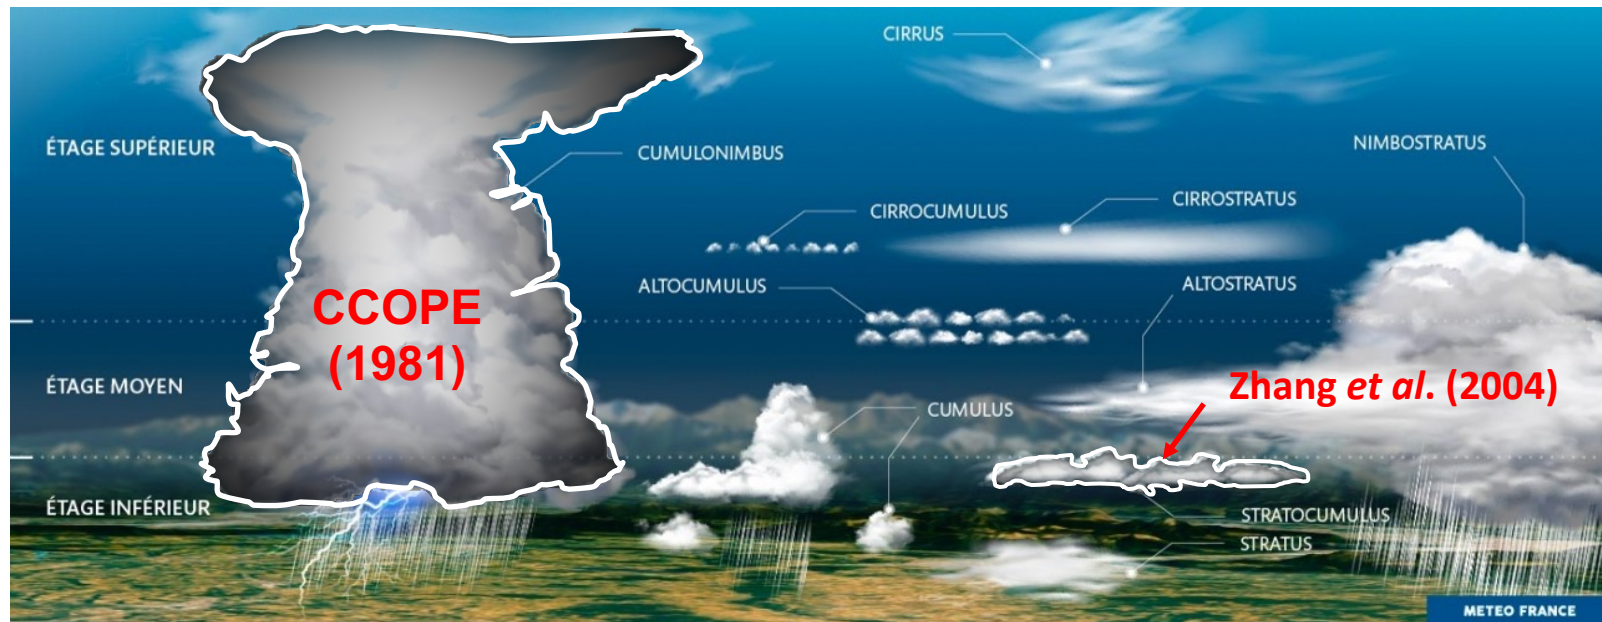 CIRRUS
ÉTAGE SUPÉRIEUR
CUMULONIMBUS
NIMBOSTRATUS
CIRROCUMULUS
CIRROSTRATUS
ALTOCUMULUS
ALTOSTRATUS
CCOPE
(1981)
ÉTAGE MOYEN
Zhang et al. (2004)
CUMULUS
ÉTAGE INFÉRIEUR
STRATOCUMULUS
STRATUS
METEO FRANCE